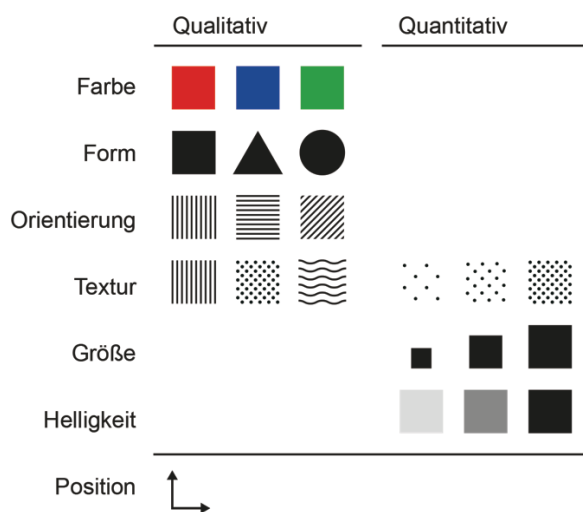 Qualitativ Quantitativ
Farbe
Form
Orientierung
Textur
Größe
Helligkeit
Position